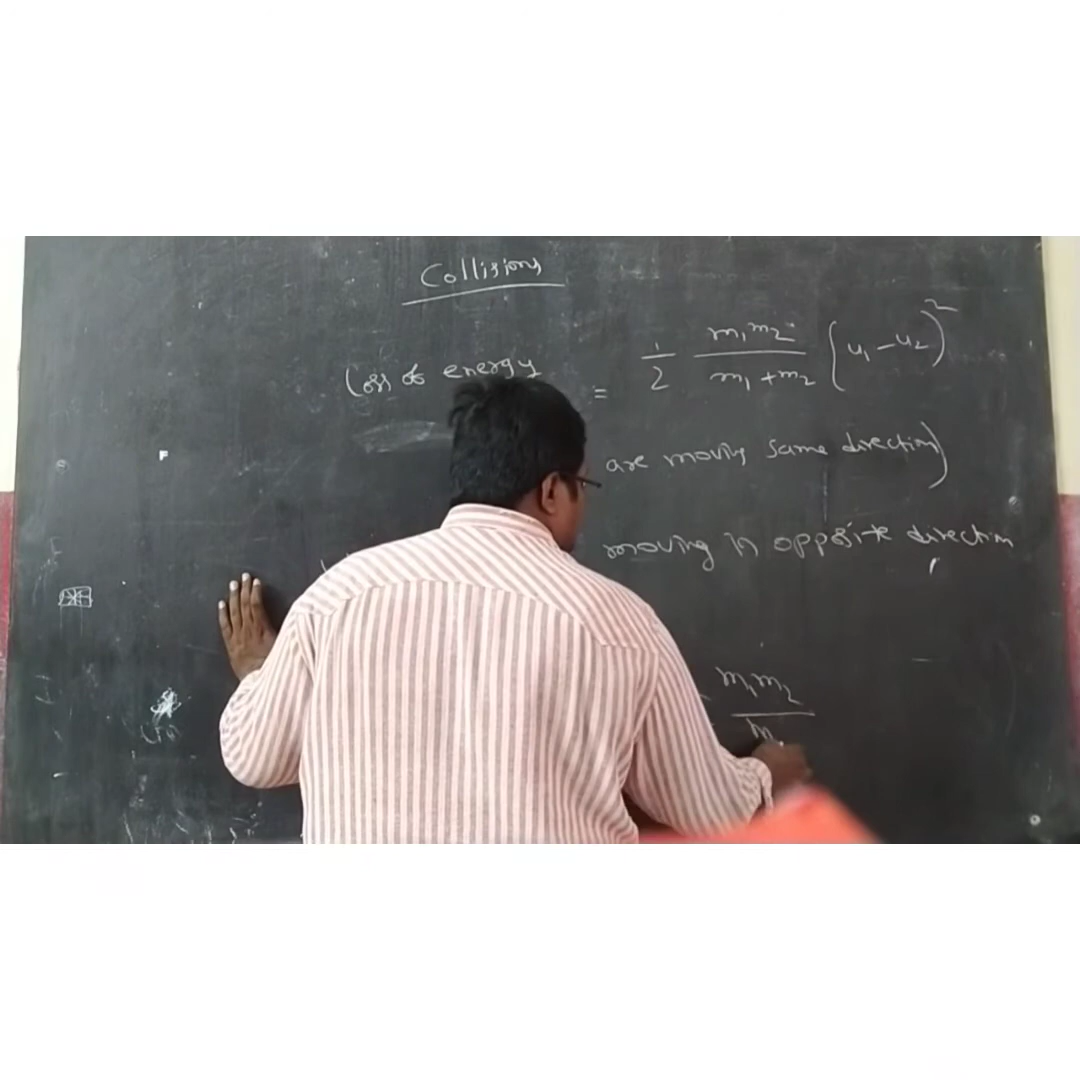 Collisions
Loss of energy = 1/2 m₁m₂/(m₁+m₂) (u₁-u₂)²
are moving same direction)
moving in opposite direction
m₁m₂
m